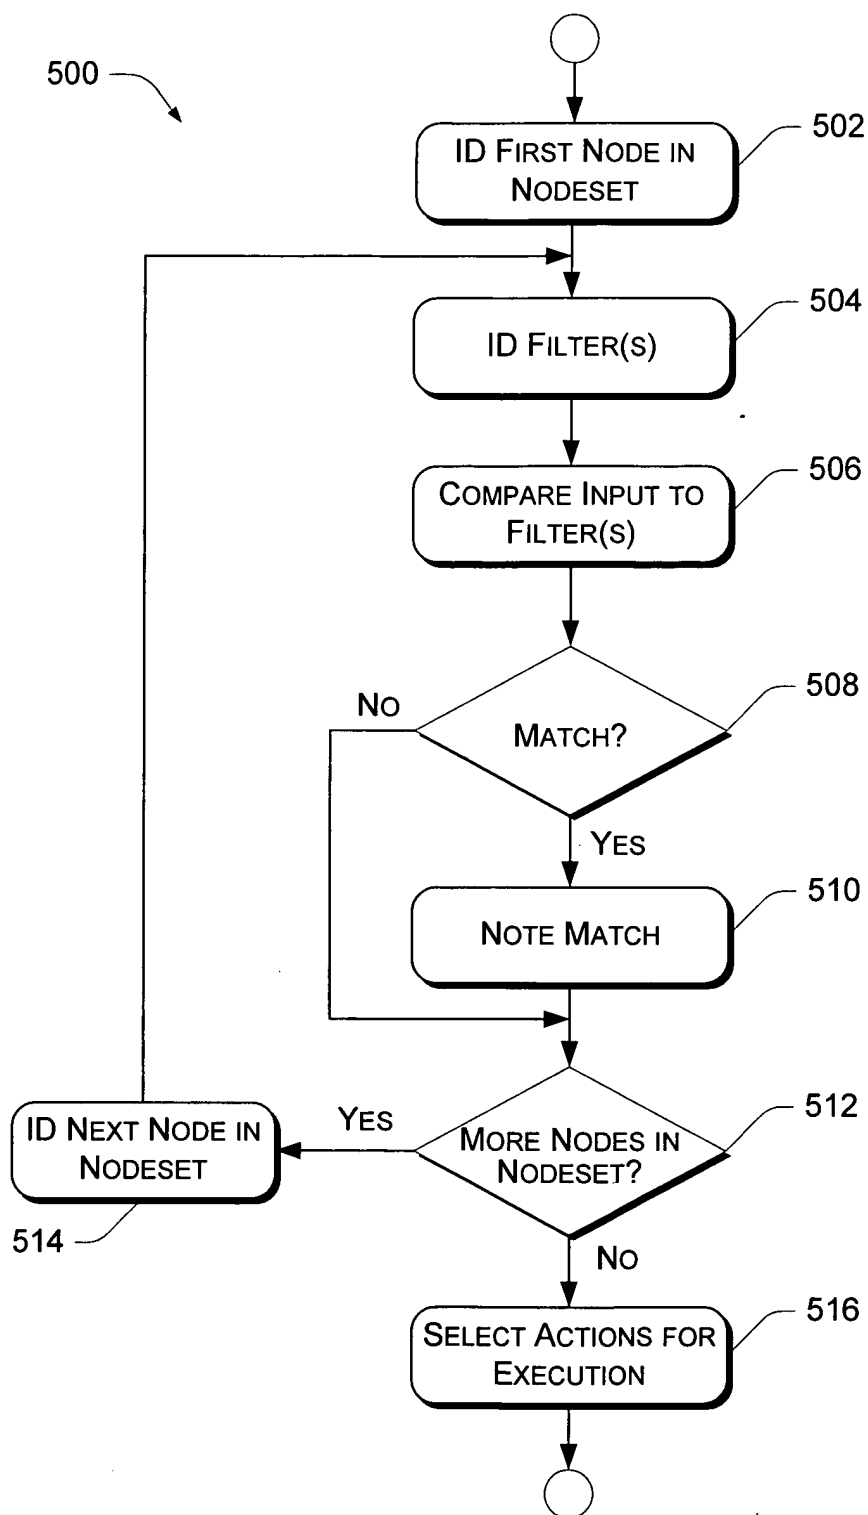 500
502
ID FIRST NODE IN
NODESET
504
ID FILTER(S)
506
COMPARE INPUT TO
FILTER(S)
508
NO
MATCH?
YES
510
NOTE MATCH
512
YES
MORE NODES IN
NODESET?
ID NEXT NODE IN
NODESET
514
NO
516
SELECT ACTIONS FOR
EXECUTION